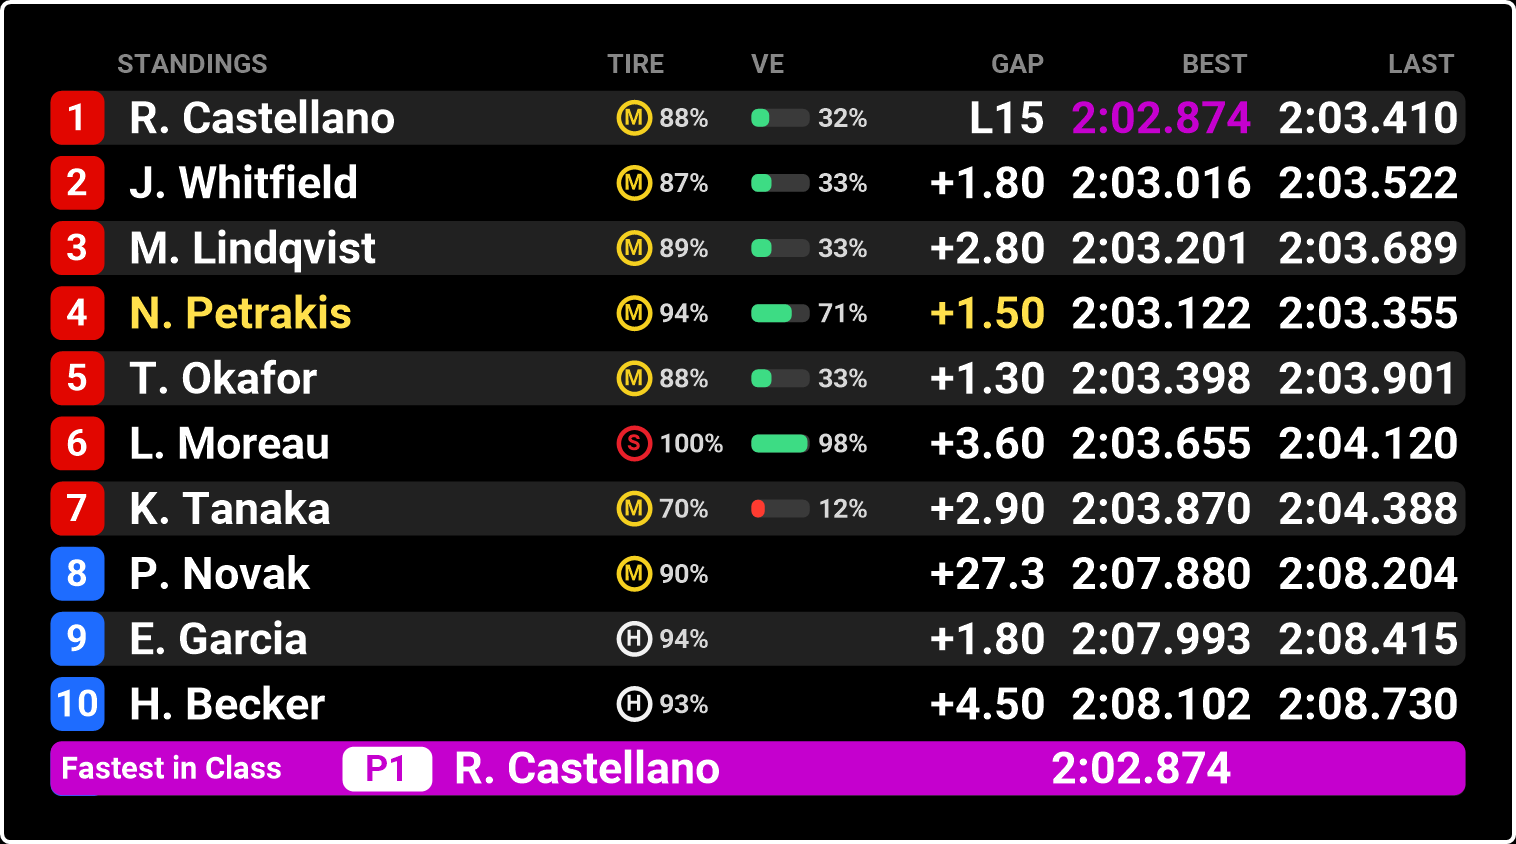 STANDINGS TIRE VE GAP BEST LAST
1 R. Castellano M 88% 32% L15 2:02.874 2:03.410
2 J. Whitfield M 87% 33% +1.80 2:03.016 2:03.522
3 M. Lindqvist M 89% 33% +2.80 2:03.201 2:03.689
4 N. Petrakis M 94% 71% +1.50 2:03.122 2:03.355
5 T. Okafor M 88% 33% +1.30 2:03.398 2:03.901
6 L. Moreau S 100% 98% +3.60 2:03.655 2:04.120
7 K. Tanaka M 70% 12% +2.90 2:03.870 2:04.388
8 P. Novak M 90% +27.3 2:07.880 2:08.204
9 E. Garcia H 94% +1.80 2:07.993 2:08.415
10 H. Becker H 93% +4.50 2:08.102 2:08.730
Fastest in Class P1 R. Castellano 2:02.874